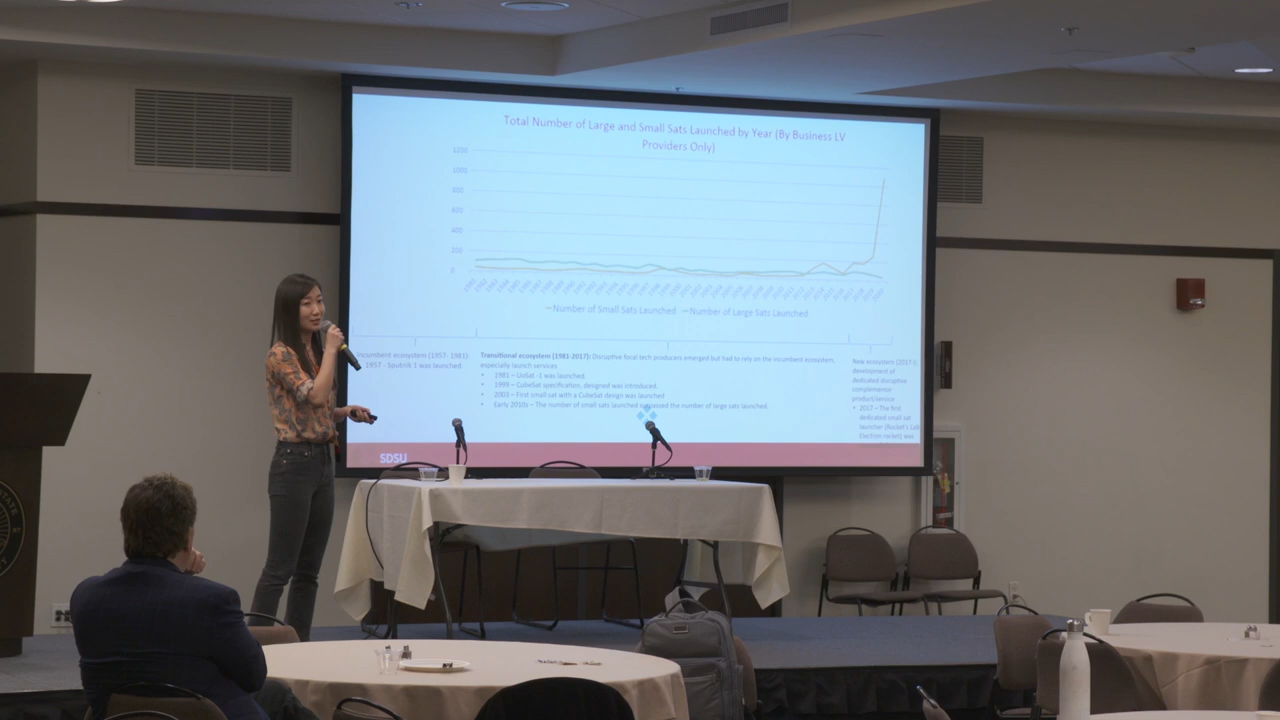 Total Number of Large and Small Sats Launched by Year (By Business LV
Providers Only)
1200
1000
800
600
400
200
0
Number of Small Sats Launched
Number of Large Sats Launched
Incumbent ecosystem (1957- 1981)
1957 - Sputnik 1 was launched.
Transitional ecosystem (1981-2017): Disruptive focal tech producers emerged but had to rely on the incumbent ecosystem,
especially launch services
• 1981 – UoSat -1 was launched.
• 1999 – CubeSat specification, designed was introduced.
• 2003 – First small sat with a CubeSat design was launched
• Early 2010s – The number of small sats launched surpassed the number of large sats launched.
New ecosystem (2017-):
development of
dedicated disruptive
complementor
product/service
• 2017 – The first
dedicated small sat
launcher (Rocket's Lab
Electron rocket) was
SDSU